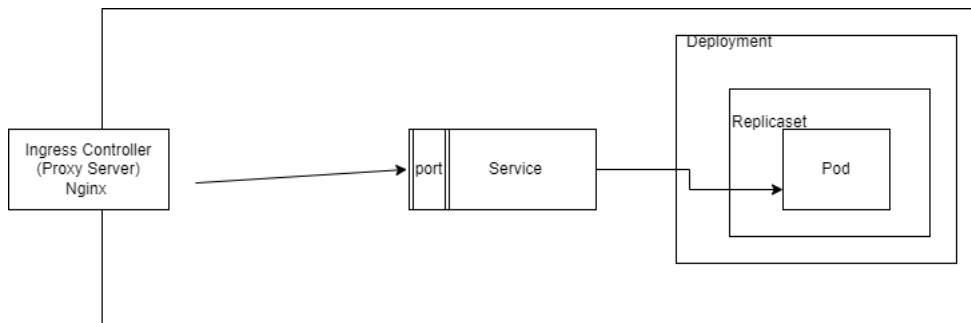 Deployment
Replicaset
Ingress Controller
(Proxy Server)
Nginx
port
Service
Pod